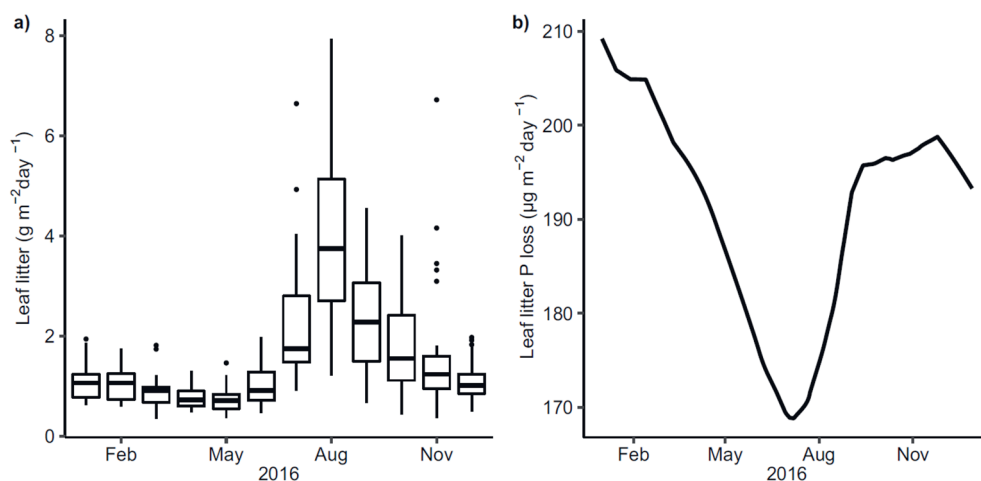 a)
Leaf litter (g m⁻²day ⁻¹)
8
6
4
2
0
Feb May Aug Nov
2016
b)
Leaf litter P loss (µg m⁻² day ⁻¹)
210
200
190
180
170
Feb May Aug Nov
2016